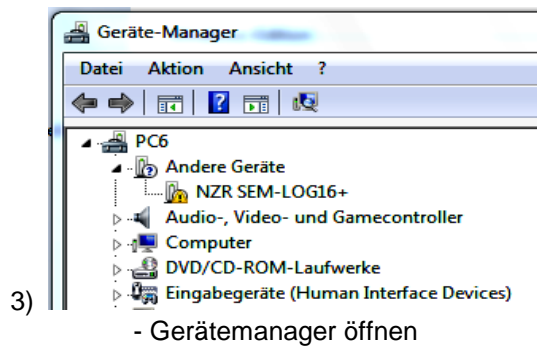 Geräte-Manager
Datei Aktion Ansicht ?
PC6
Andere Geräte
NZR SEM-LOG16+
Audio-, Video- und Gamecontroller
Computer
DVD/CD-ROM-Laufwerke
Eingabegeräte (Human Interface Devices)
3)
- Gerätemanager öffnen